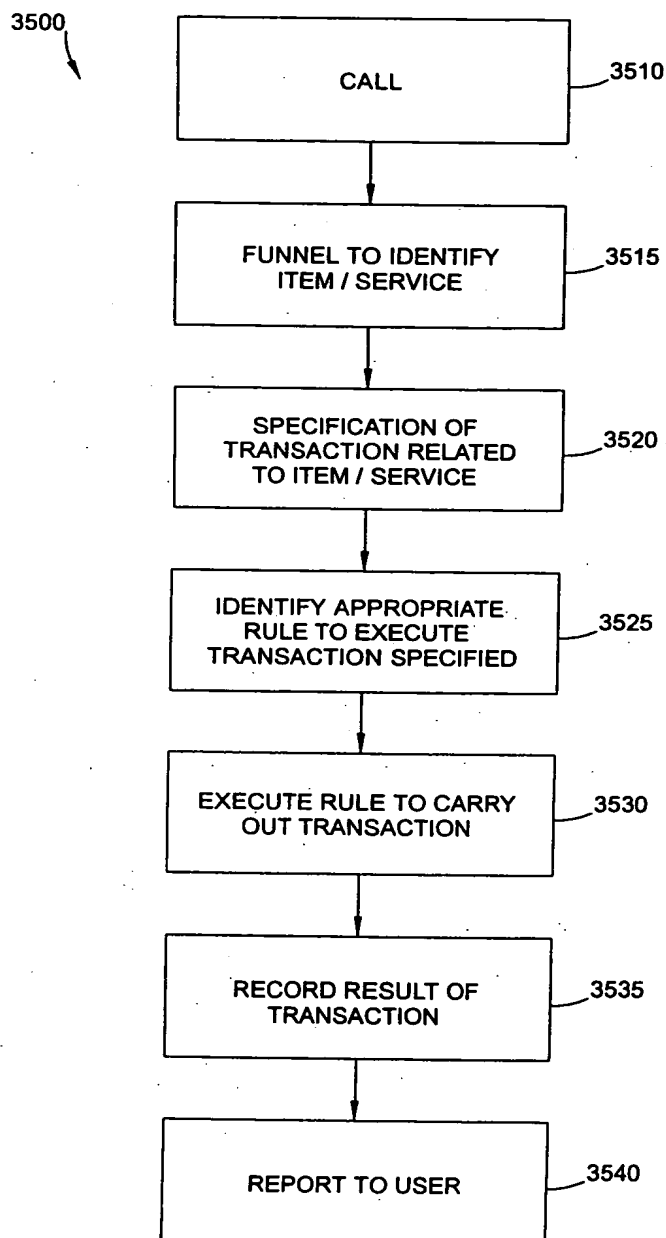 3500
CALL
3510
FUNNEL TO IDENTIFY
ITEM / SERVICE
3515
SPECIFICATION OF
TRANSACTION RELATED
TO ITEM / SERVICE
3520
IDENTIFY APPROPRIATE
RULE TO EXECUTE
TRANSACTION SPECIFIED
3525
EXECUTE RULE TO CARRY
OUT TRANSACTION
3530
RECORD RESULT OF
TRANSACTION
3535
REPORT TO USER
3540